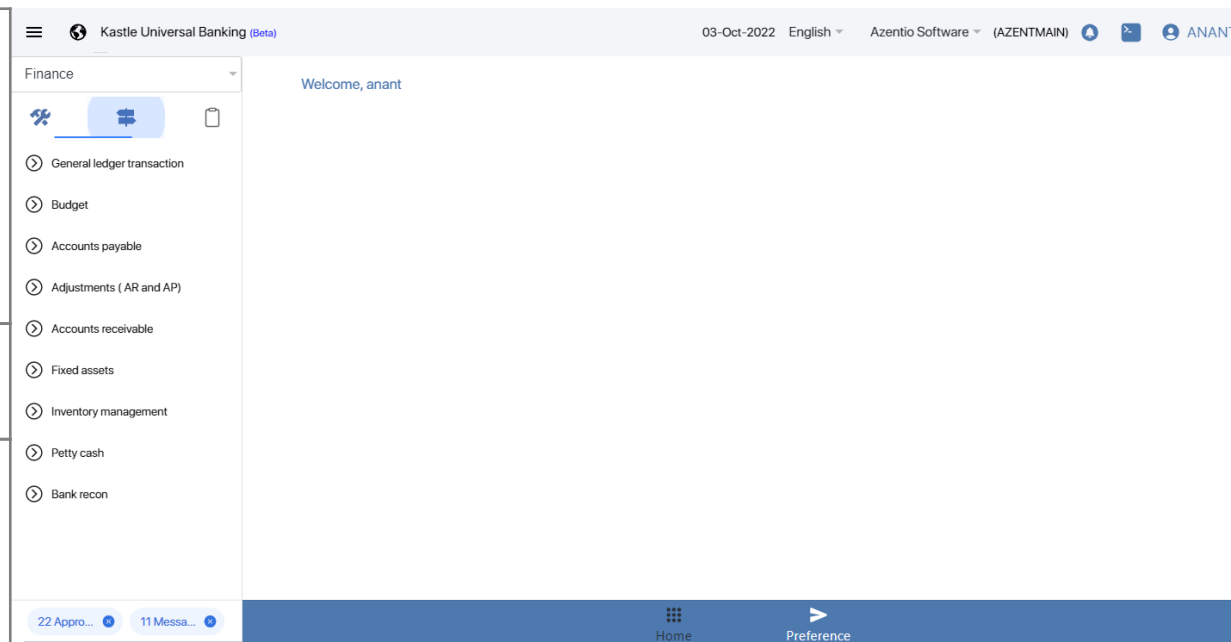 Kastle Universal Banking (Beta)
03-Oct-2022 English Azentio Software (AZENTMAIN) ANANT
Finance
Welcome, anant
General ledger transaction
Budget
Accounts payable
Adjustments ( AR and AP)
Accounts receivable
Fixed assets
Inventory management
Petty cash
Bank recon
22 Appro... 11 Messa...
Home Preference